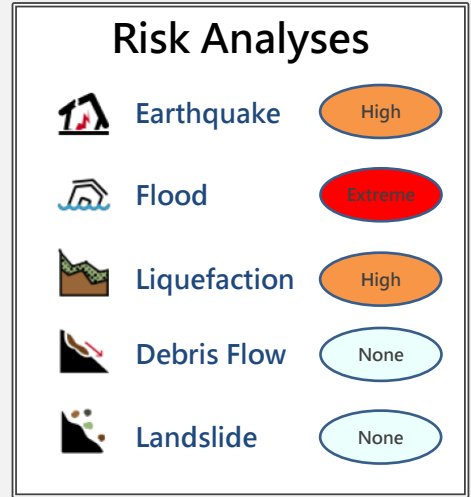 Risk Analyses
Earthquake High
Flood Extreme
Liquefaction High
Debris Flow None
Landslide None